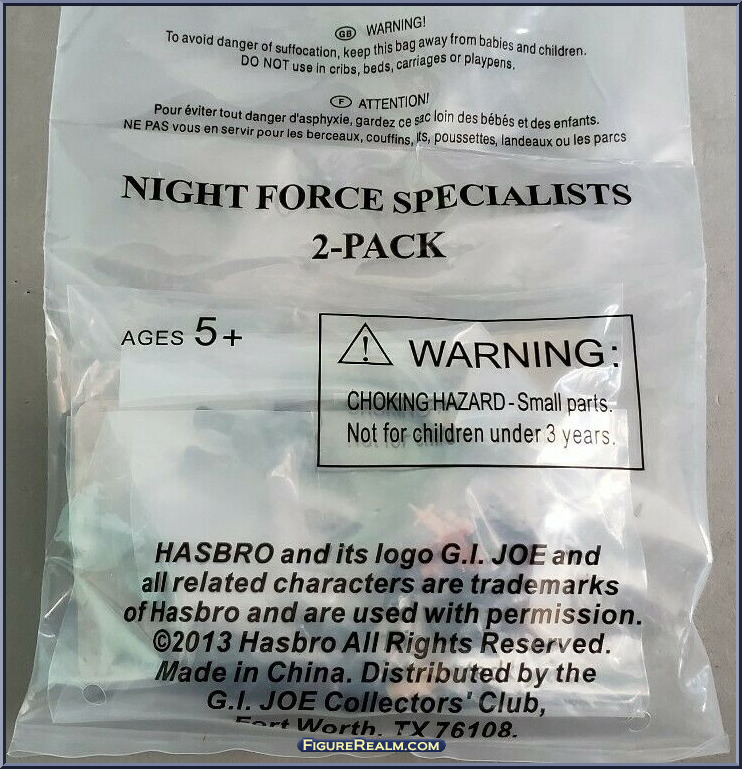 GB WARNING!
To avoid danger of suffocation, keep this bag away from babies and children.
DO NOT use in cribs, beds, carriages or playpens.
F ATTENTION!
Pour éviter tout danger d'asphyxie, gardez ce sac loin des bébés et des enfants.
NE PAS vous en servir pour les berceaux, couffins, lits, poussettes, landeaux ou les parcs
NIGHT FORCE SPECIALISTS
2-PACK
AGES 5+
! WARNING:
CHOKING HAZARD - Small parts.
Not for children under 3 years.
HASBRO and its logo G.I. JOE and
all related characters are trademarks
of Hasbro and are used with permission.
©2013 Hasbro All Rights Reserved.
Made in China. Distributed by the
G.I. JOE Collectors' Club,
Fort Worth, TX 76108.
FIGUREREALM.COM